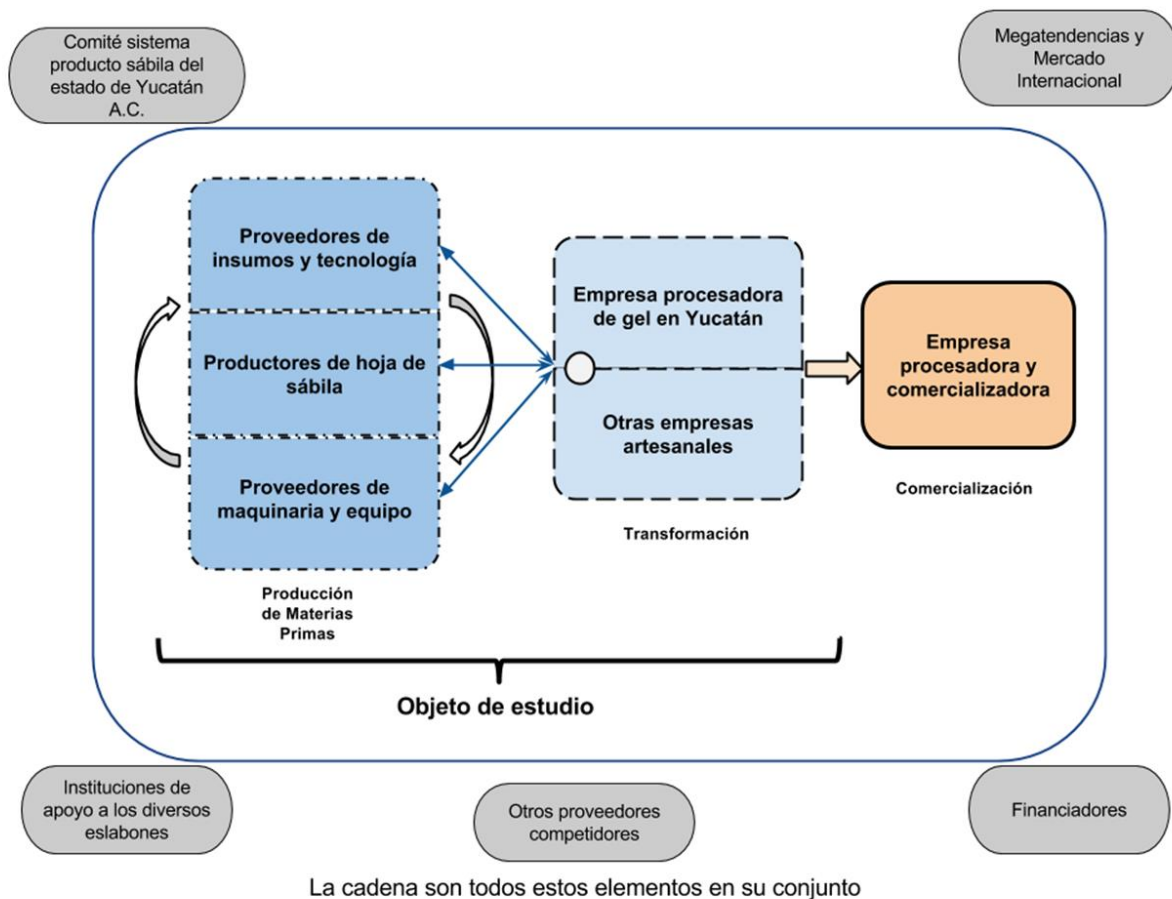 Comité sistema
producto sábila del
estado de Yucatán
A.C.
Megatendencias y
Mercado
Internacional
Proveedores de
insumos y tecnología
Productores de hoja de
sábila
Proveedores de
maquinaria y equipo
Producción
de Materias
Primas
Empresa procesadora
de gel en Yucatán
Otras empresas
artesanales
Transformación
Empresa
procesadora y
comercializadora
Comercialización
Objeto de estudio
Instituciones de
apoyo a los diversos
eslabones
Otros proveedores
competidores
Financiadores
La cadena son todos estos elementos en su conjunto